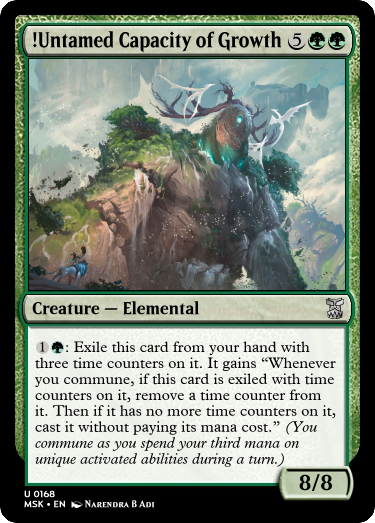 !Untamed Capacity of Growth 5
Creature — Elemental
1 : Exile this card from your hand with
three time counters on it. It gains “Whenever
you commune, if this card is exiled with time
counters on it, remove a time counter from
it. Then if it has no more time counters on it,
cast it without paying its mana cost.” (You
commune as you spend your third mana on
unique activated abilities during a turn.)
8/8
U 0168
MSK • EN Narendra B Adi